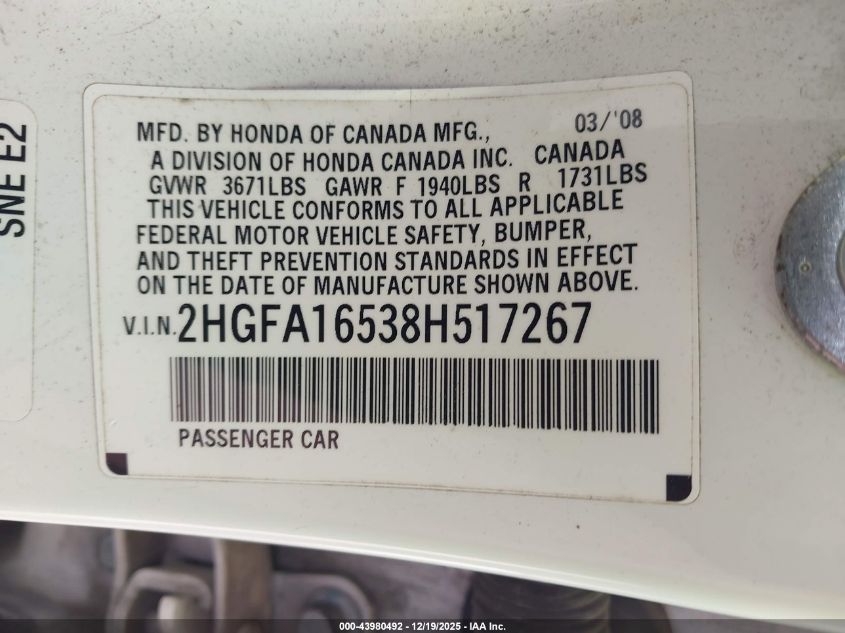 SNE E2
MFD. BY HONDA OF CANADA MFG., 03/'08
A DIVISION OF HONDA CANADA INC. CANADA
GVWR 3671LBS GAWR F 1940LBS R 1731LBS
THIS VEHICLE CONFORMS TO ALL APPLICABLE
FEDERAL MOTOR VEHICLE SAFETY, BUMPER,
AND THEFT PREVENTION STANDARDS IN EFFECT
ON THE DATE OF MANUFACTURE SHOWN ABOVE.
V.I.N. 2HGFA16538H517267
PASSENGER CAR
000-43980492 - 12/19/2025 - IAA Inc.